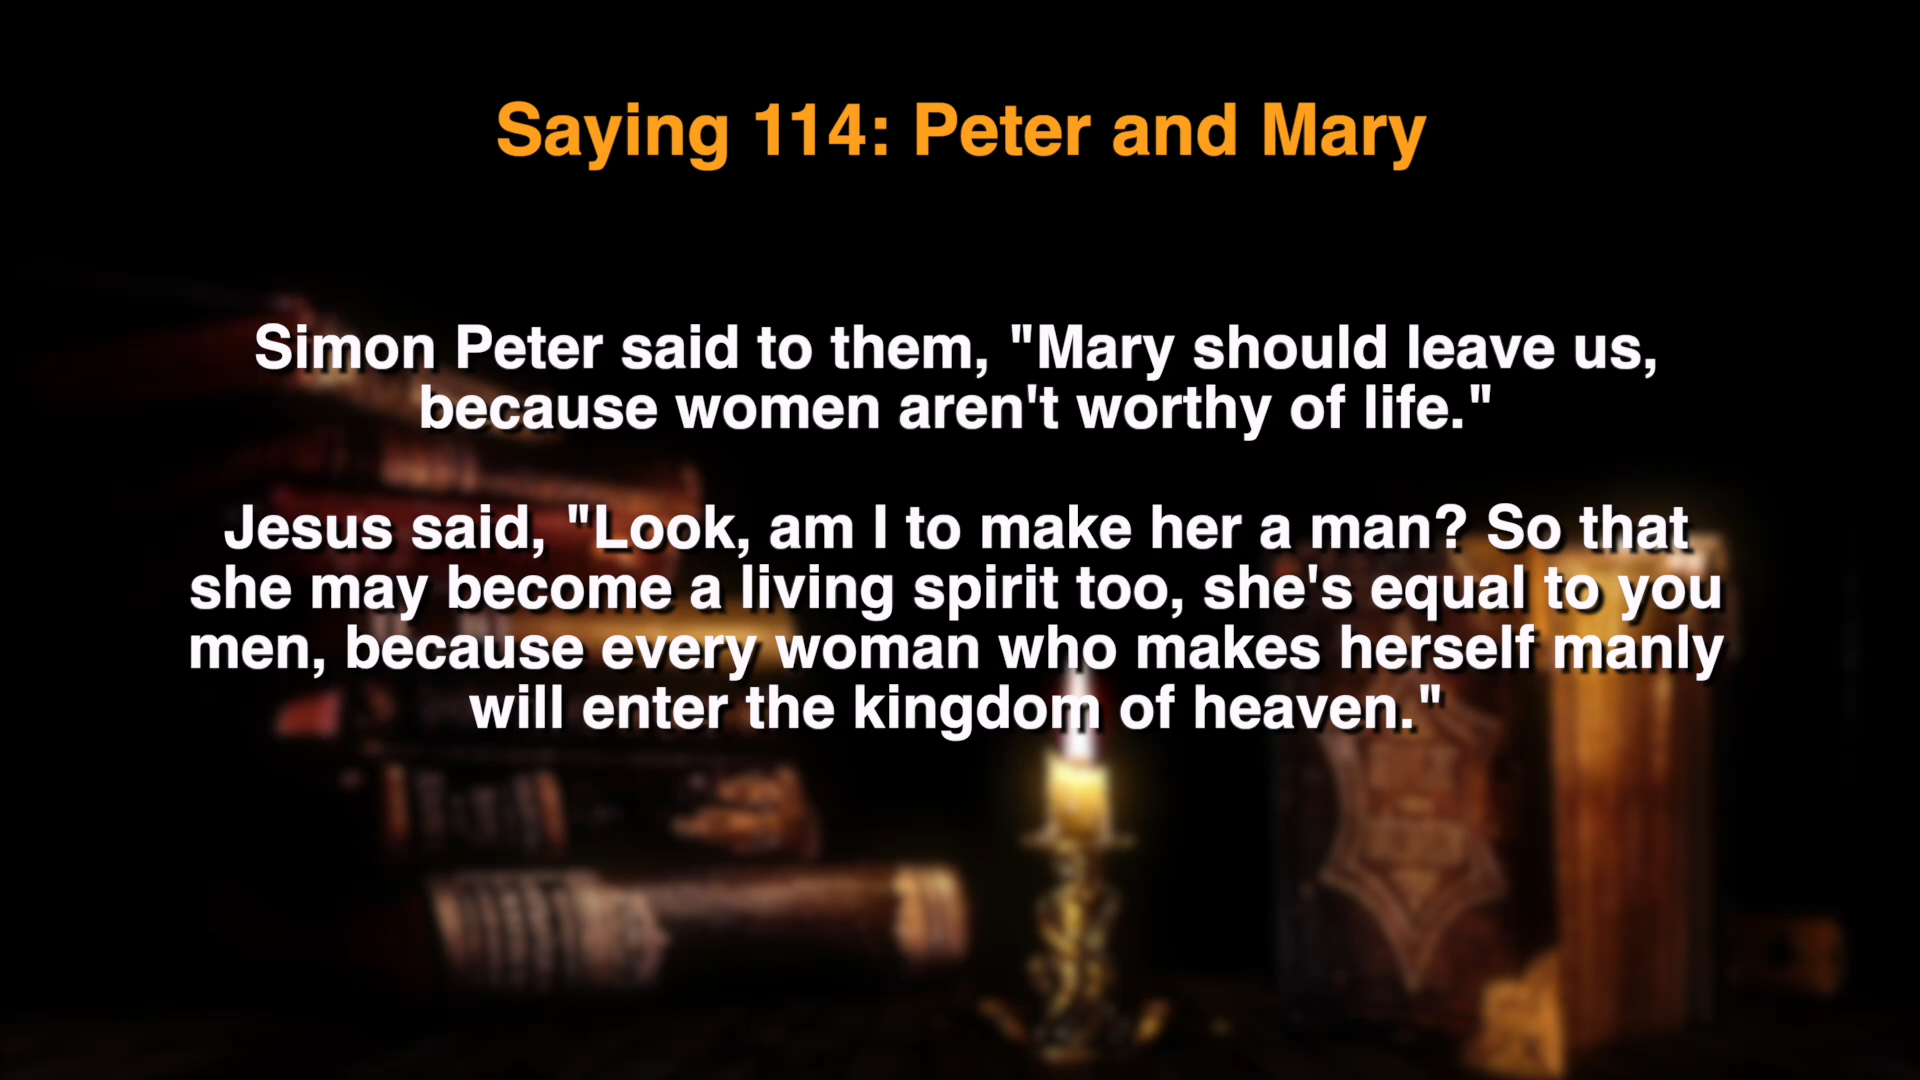 Saying 114: Peter and Mary
Simon Peter said to them, "Mary should leave us,
because women aren't worthy of life."
Jesus said, "Look, am I to make her a man? So that
she may become a living spirit too, she's equal to you
men, because every woman who makes herself manly
will enter the kingdom of heaven."